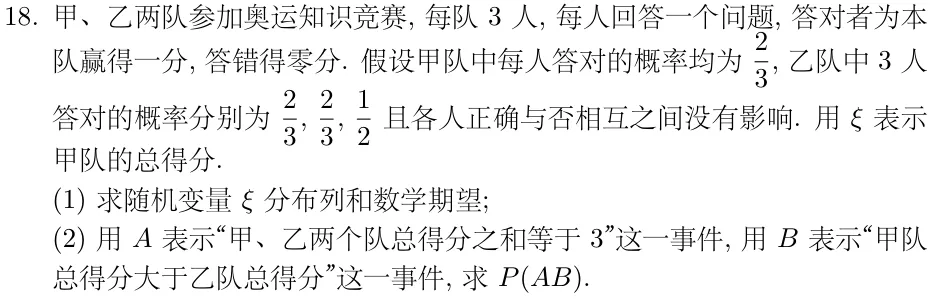 18. 甲、乙两队参加奥运知识竞赛, 每队 3 人, 每人回答一个问题, 答对者为本
队赢得一分, 答错得零分. 假设甲队中每人答对的概率均为 2/3, 乙队中 3 人
答对的概率分别为 2/3, 2/3, 1/2 且各人正确与否相互之间没有影响. 用 ξ 表示
甲队的总得分.
(1) 求随机变量 ξ 分布列和数学期望;
(2) 用 A 表示“甲、乙两个队总得分之和等于 3”这一事件, 用 B 表示“甲队
总得分大于乙队总得分”这一事件, 求 P(AB).